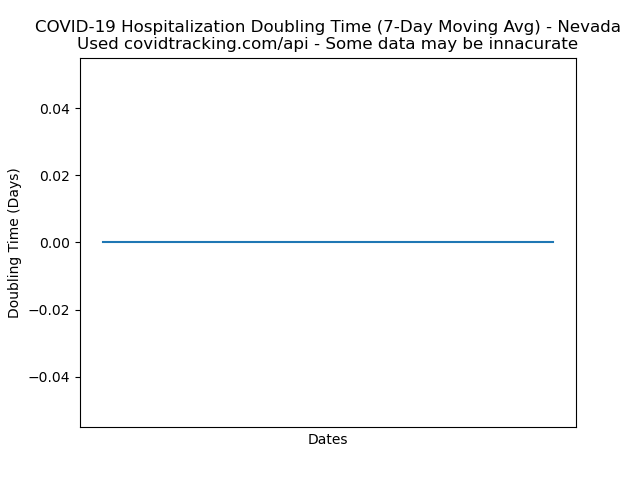 COVID-19 Hospitalization Doubling Time (7-Day Moving Avg) - Nevada
Used covidtracking.com/api - Some data may be innacurate
0.04
0.02
0.00
−0.02
−0.04
Doubling Time (Days)
Dates